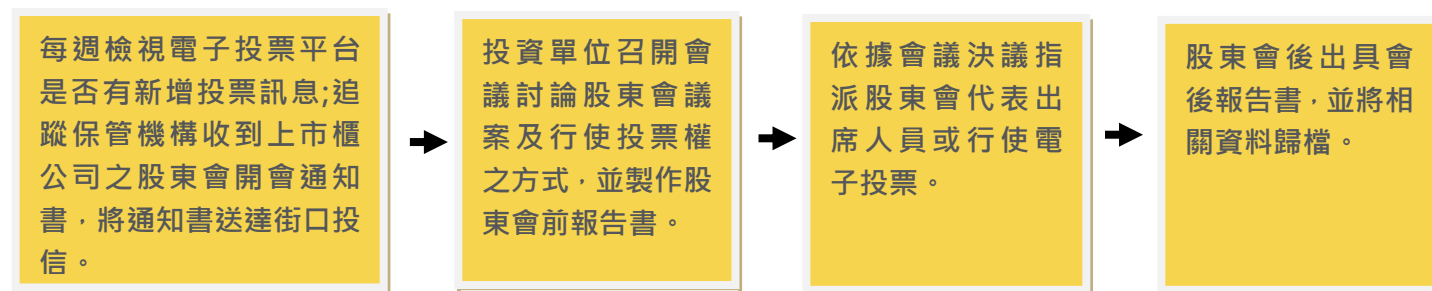 每週檢視電子投票平台
是否有新增投票訊息;追
蹤保管機構收到上市櫃
公司之股東會開會通知
書，將通知書送達街口投
信。
投資單位召開會
議討論股東會議
案及行使投票權
之方式，並製作股
東會前報告書。
依據會議決議指
派股東會代表出
席人員或行使電
子投票。
股東會後出具會
後報告書，並將相
關資料歸檔。